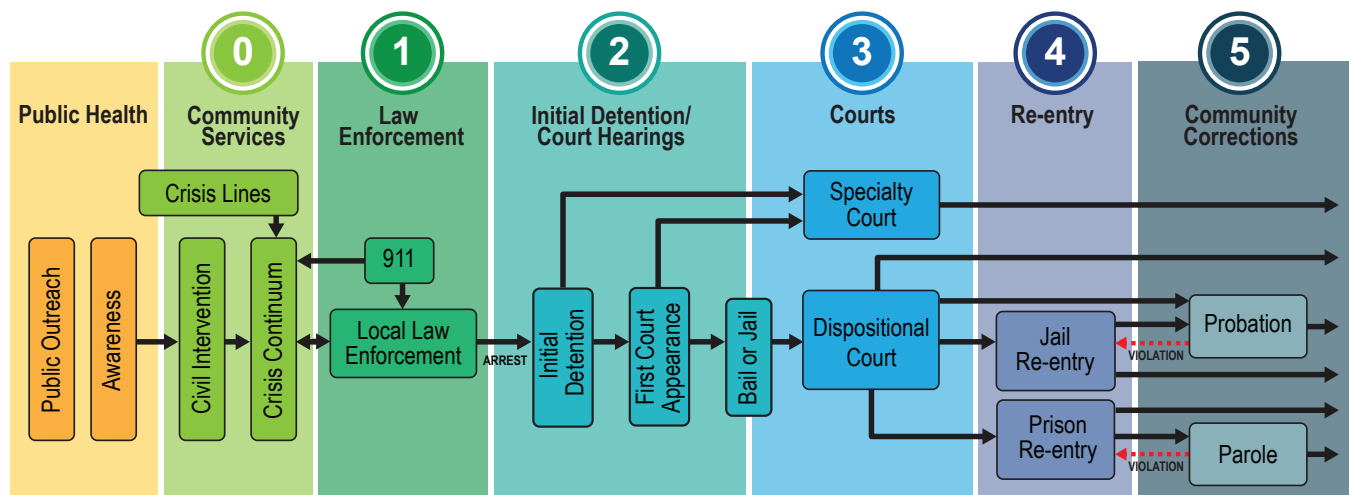 0
1
2
3
4
5
Public Health
Community
Services
Law
Enforcement
Initial Detention/
Court Hearings
Courts
Re-entry
Community
Corrections
Crisis Lines
Public Outreach
Awareness
Civil Intervention
Crisis Continuum
911
Local Law
Enforcement
ARREST
Initial
Detention
First Court
Appearance
Bail or Jail
Specialty
Court
Dispositional
Court
Jail
Re-entry
Prison
Re-entry
VIOLATION
Probation
VIOLATION
Parole